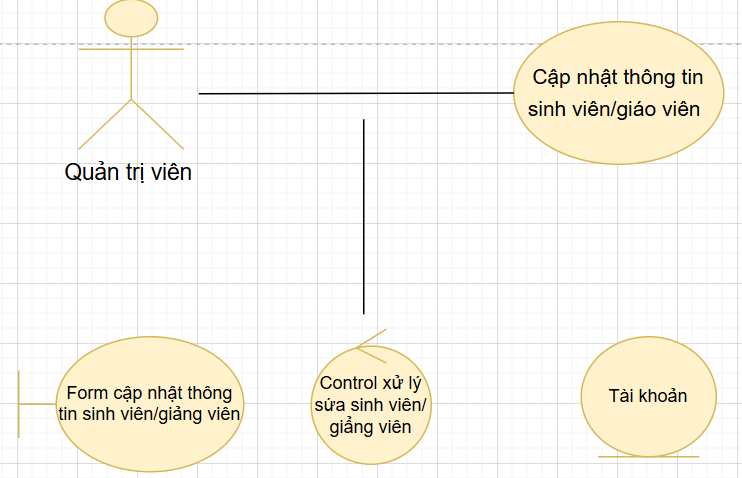 Cập nhật thông tin
sinh viên/giáo viên
Quản trị viên
Form cập nhật thông
tin sinh viên/giảng viên
Control xử lý
sứa sinh viên/
giảng viên
Tài khoản